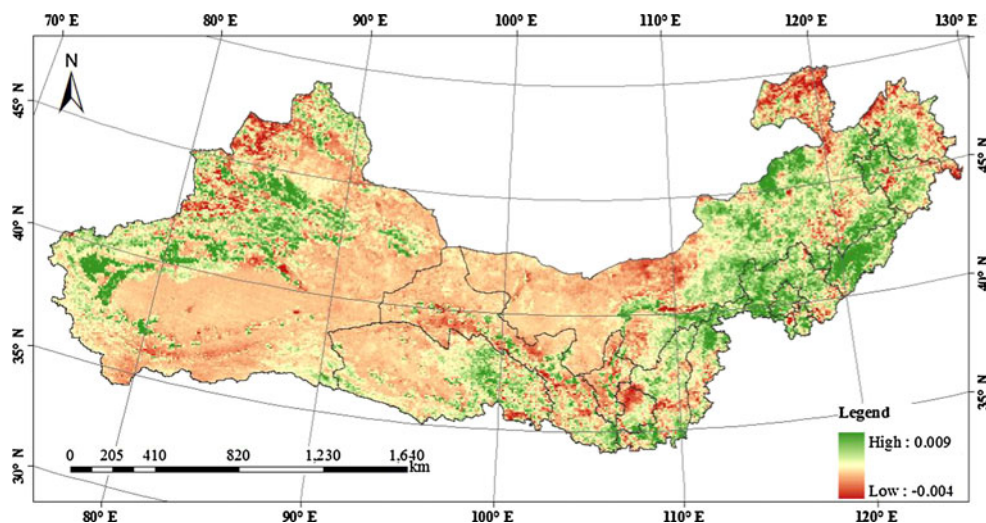 70° E 80° E 90° E 100° E 110° E 120° E 130° E
N
45° N
40° N
35° N
30° N
45° N
40° N
35° N
Legend
High : 0.009
Low : -0.004
0 205 410 820 1,230 1,640
km
80° E 90° E 100° E 110° E 120° E